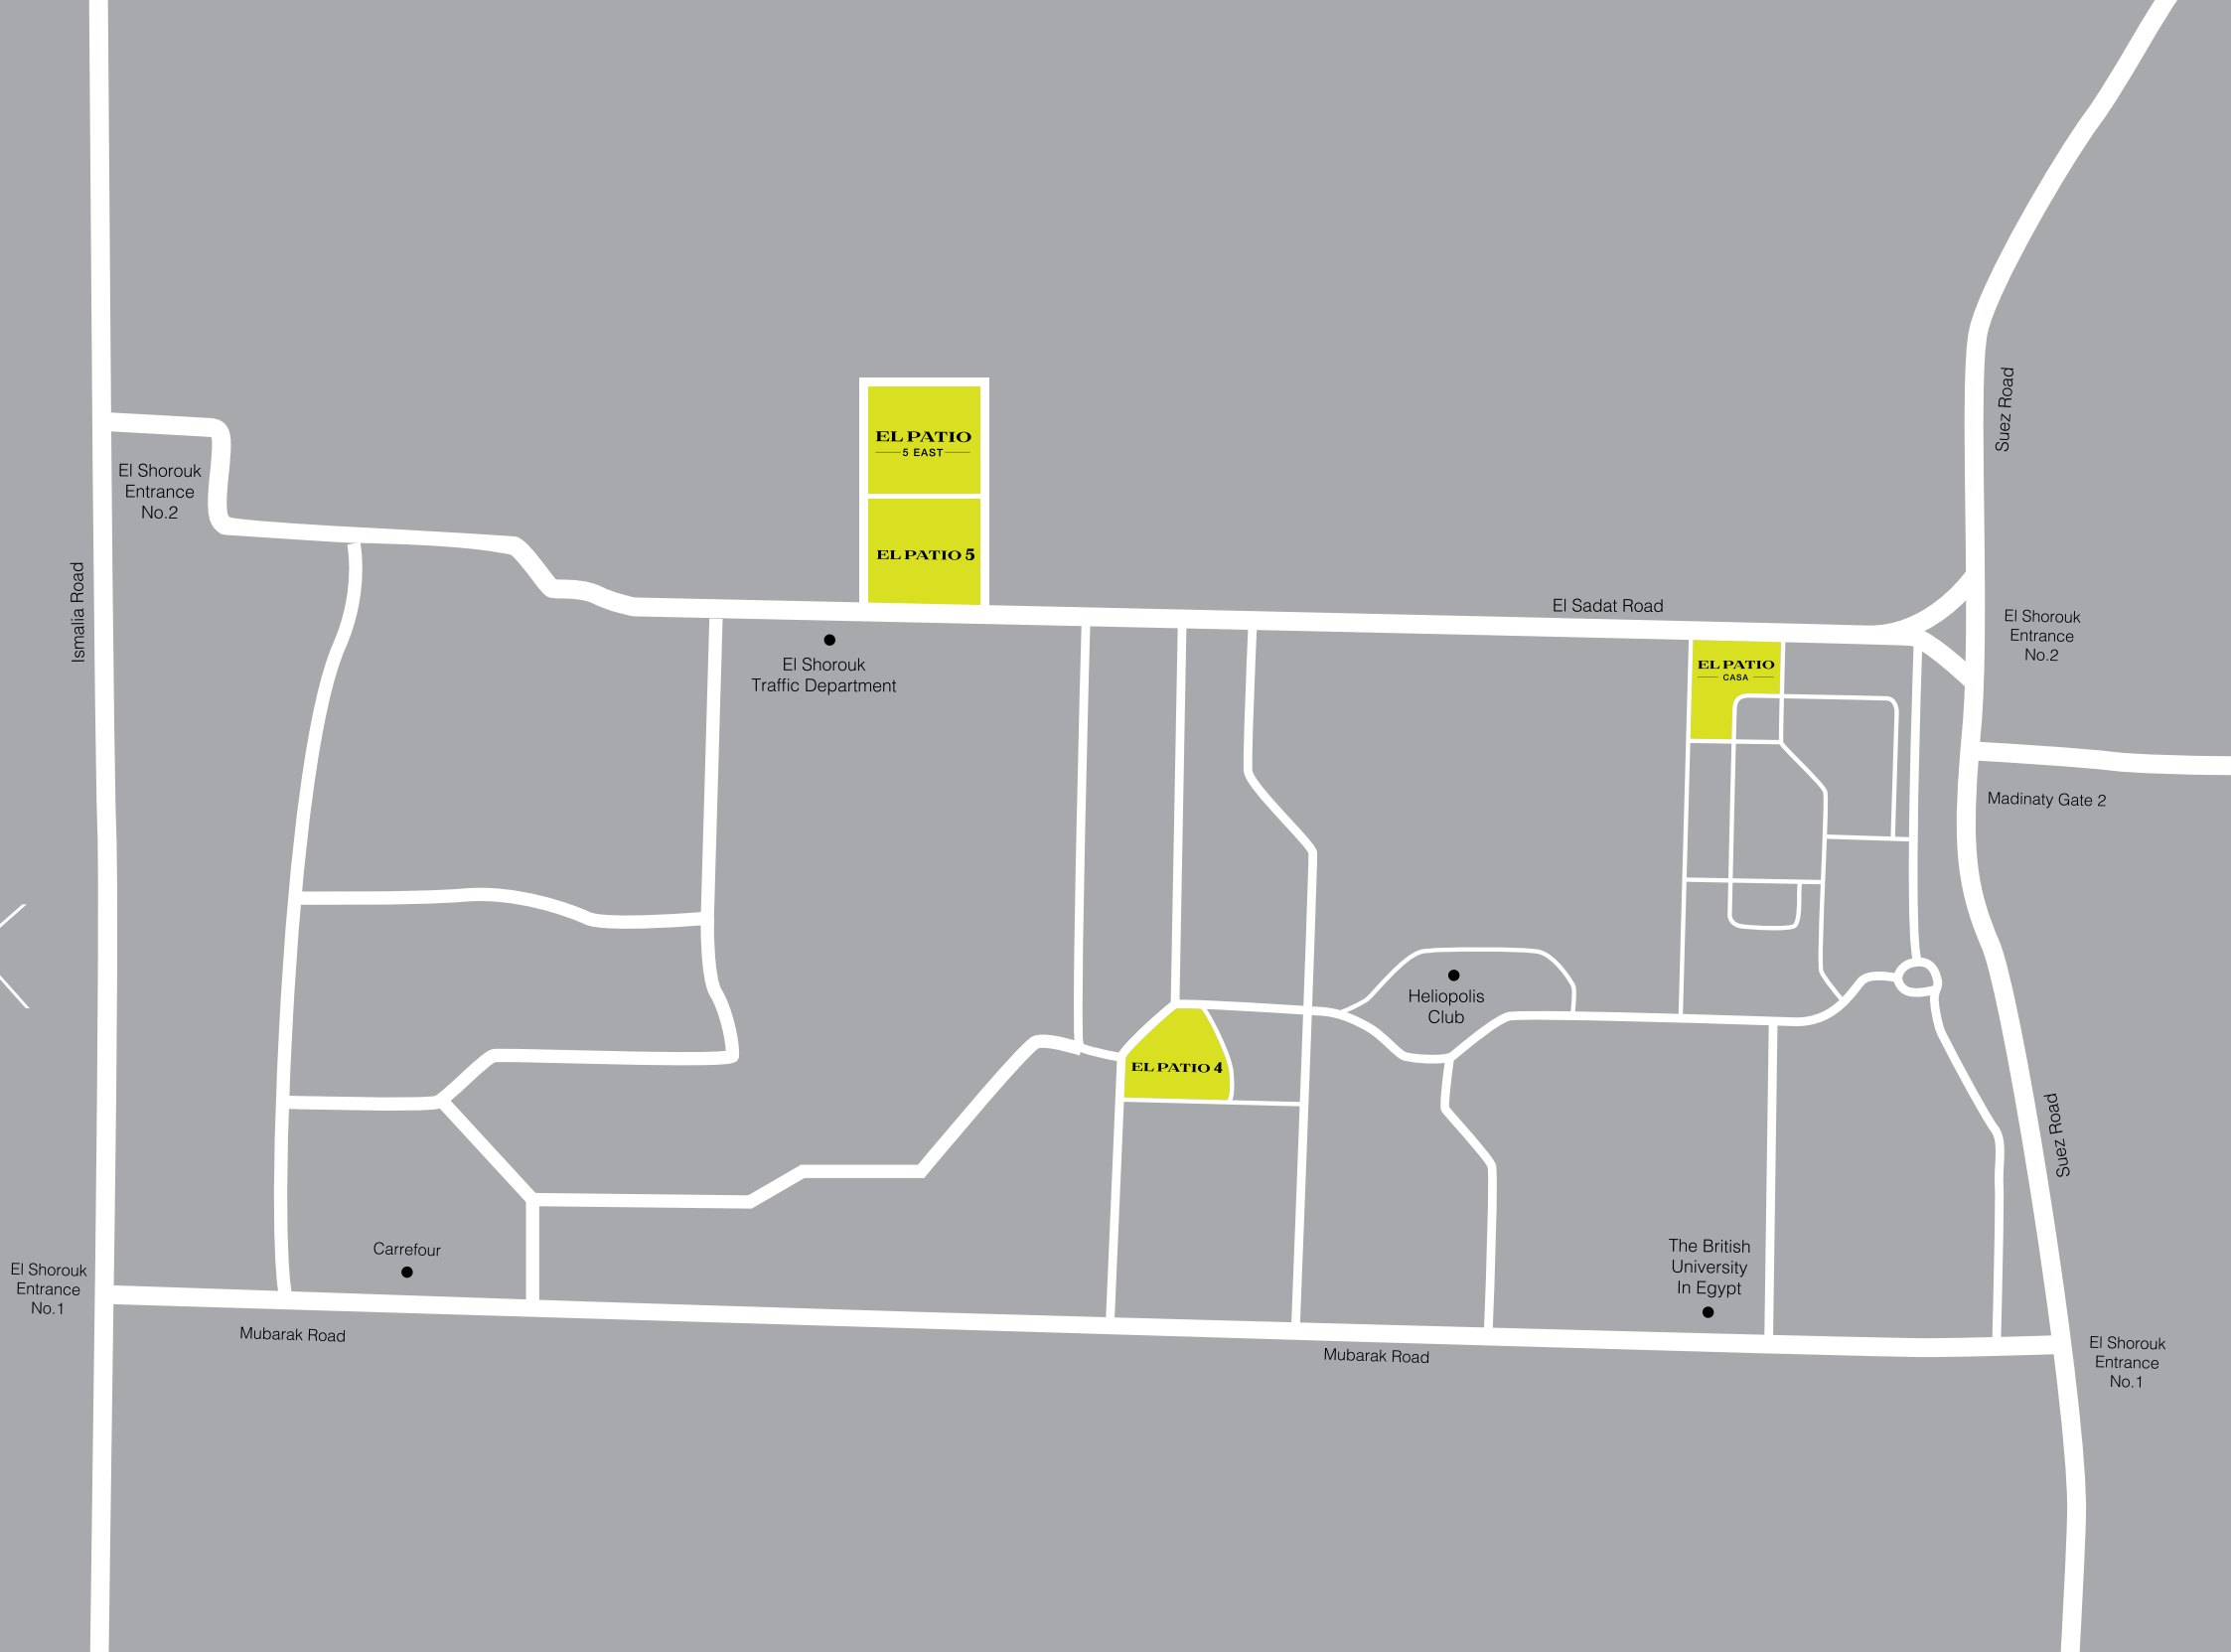 Suez Road
EL PATIO
5 EAST
El Shorouk
Entrance
No.2
EL PATIO 5
Ismalia Road
El Sadat Road
El Shorouk
Entrance
No.2
El Shorouk
Traffic Department
EL PATIO
CASA
Madinaty Gate 2
Heliopolis
Club
EL PATIO 4
Suez Road
Carrefour
The British
University
In Egypt
El Shorouk
Entrance
No.1
Mubarak Road
Mubarak Road
El Shorouk
Entrance
No.1